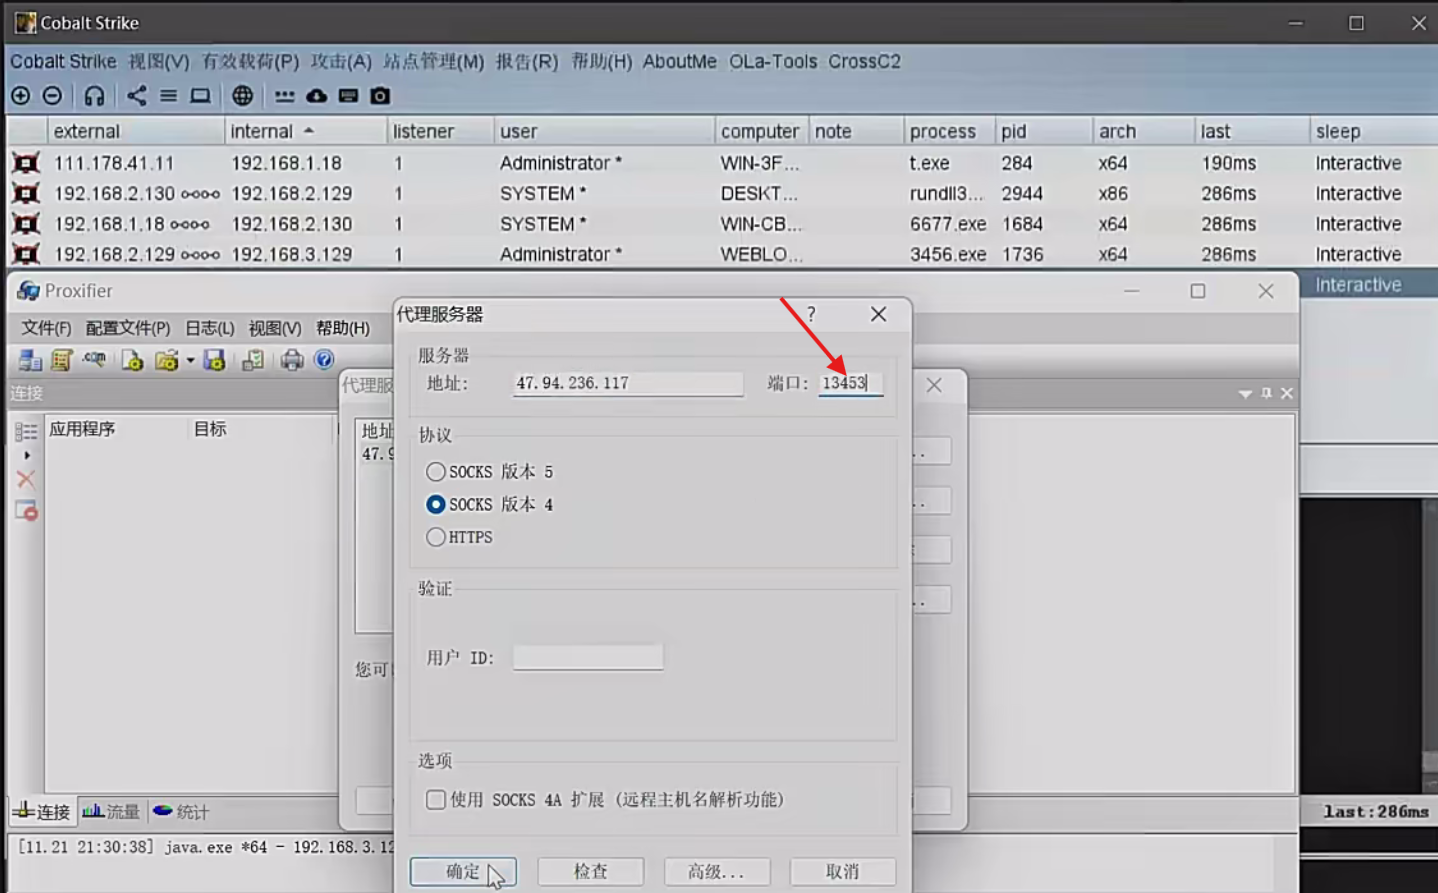 Cobalt Strike
Cobalt Strike 视图(V) 有效载荷(P) 攻击(A) 站点管理(M) 报告(R) 帮助(H) AboutMe OLa-Tools CrossC2
external internal listener user computer note process pid arch last sleep
111.178.41.11 192.168.1.18 1 Administrator * WIN-3F... t.exe 284 x64 190ms Interactive
192.168.2.130 192.168.2.129 1 SYSTEM * DESKT... rundll3... 2944 x86 286ms Interactive
192.168.1.18 192.168.2.130 1 SYSTEM * WIN-CB... 6677.exe 1684 x64 286ms Interactive
192.168.2.129 192.168.3.129 1 Administrator * WEBLO... 3456.exe 1736 x64 286ms Interactive
Interactive
Proxifier
文件(F) 配置文件(P) 日志(L) 视图(V) 帮助(H)
连接
应用程序 目标
代理服
地址
47.9
您可
代理服务器 ?
服务器
地址: 47.94.236.117 端口: 13453
协议
SOCKS 版本 5
SOCKS 版本 4
HTTPS
验证
用户 ID:
选项
使用 SOCKS 4A 扩展 (远程主机名解析功能)
确定 检查 高级... 取消
连接 流量 统计
last:286ms
[11.21 21:30:38] java.exe *64 - 192.168.3.12